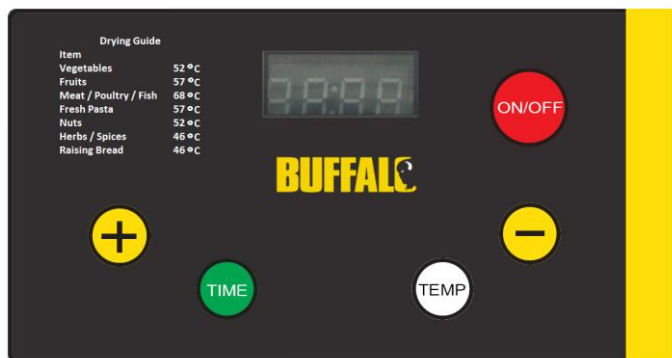 Drying Guide
Item
Vegetables 52 °C
Fruits 57 °C
Meat / Poultry / Fish 68 °C
Fresh Pasta 57 °C
Nuts 52 °C
Herbs / Spices 46 °C
Raising Bread 46 °C
ON/OFF
BUFFALO
+
−
TIME
TEMP